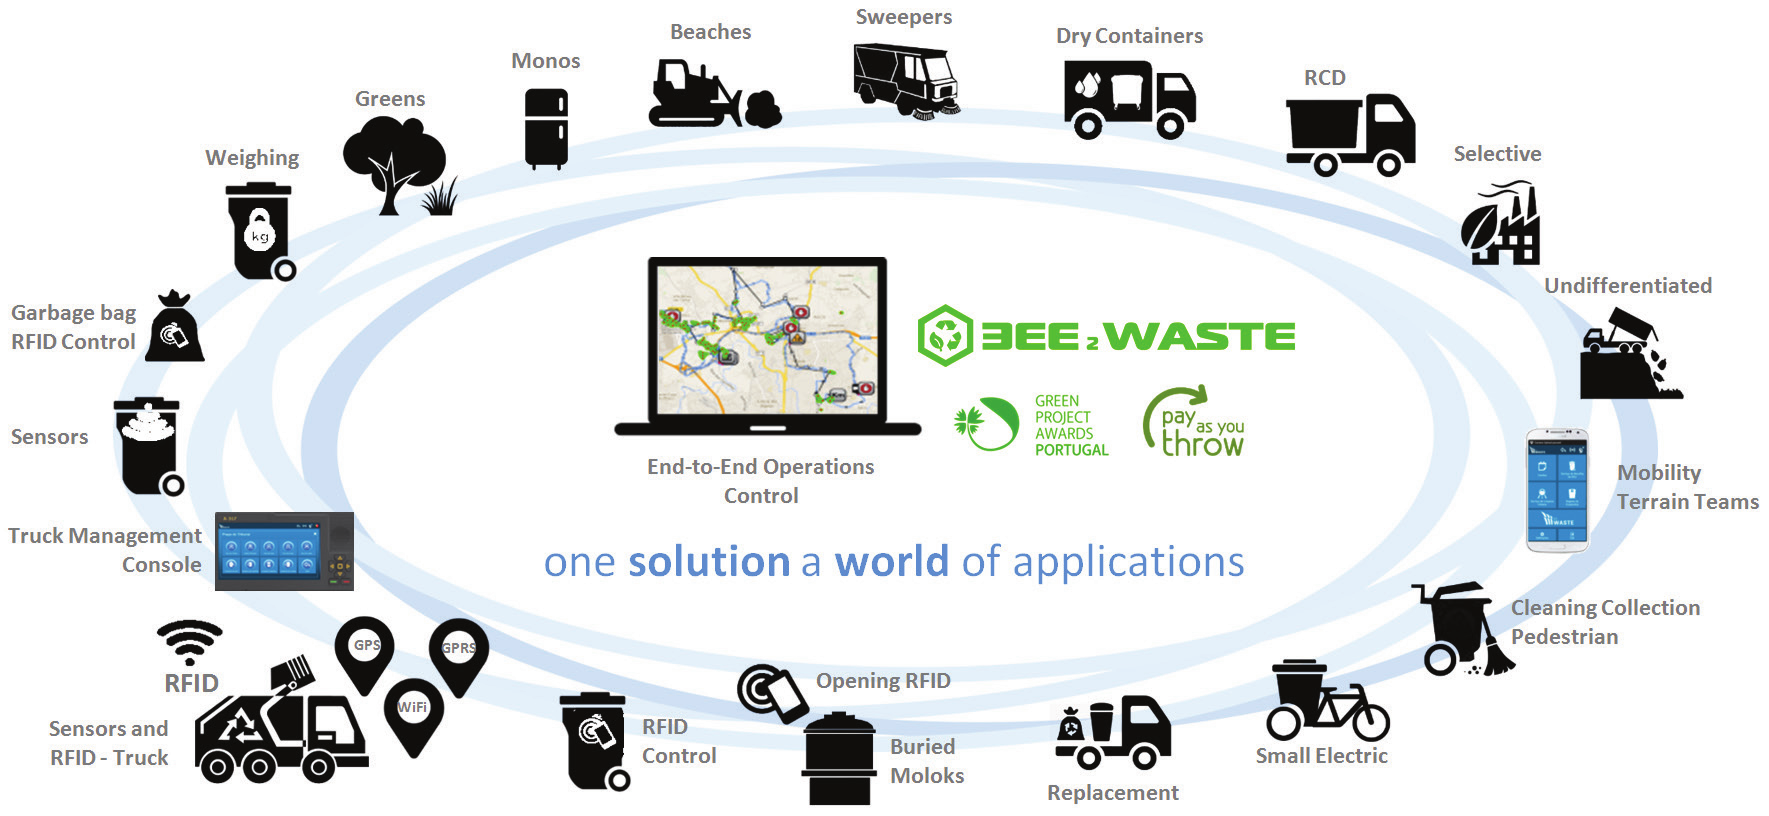 Sweepers
Beaches
Dry Containers
Monos
RCD
Greens
Weighing
Selective
kg
Undifferentiated
Garbage bag
RFID Control
BEE2WASTE
GREEN
PROJECT
AWARDS
PORTUGAL
pay
as you
throw
Sensors
End-to-End Operations
Control
Mobility
Terrain Teams
WASTE
Truck Management
Console
one solution a world of applications
Cleaning Collection
Pedestrian
GPS
GPRS
WiFi
RFID
Sensors and
RFID - Truck
RFID
Control
Opening RFID
Buried
Moloks
Replacement
Small Electric